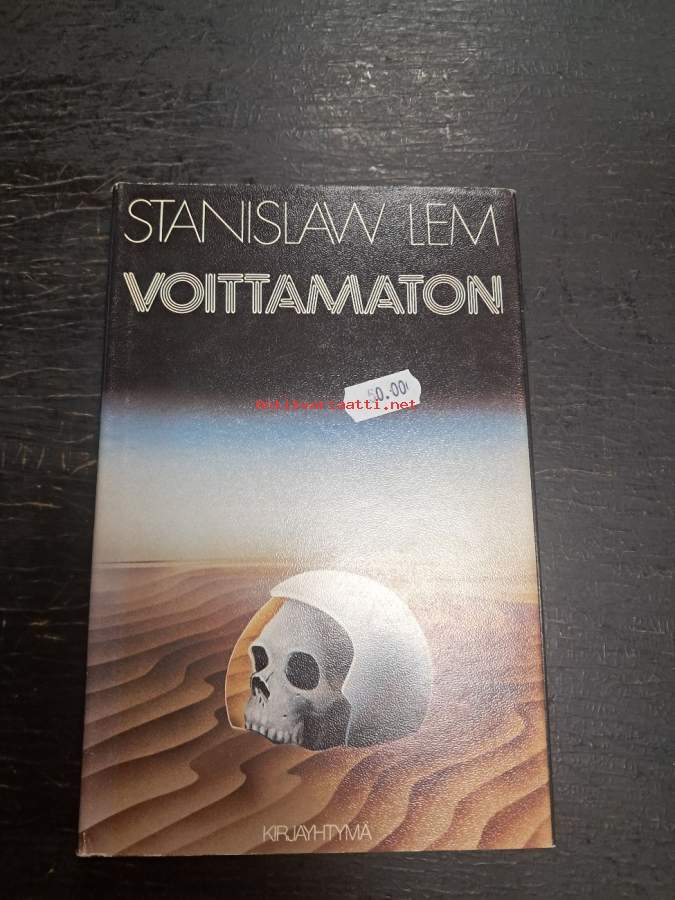 STANISLAW LEM
VOITTAMATON
50.00
Antikvariaatti.net
KIRJAYHTYMÄ